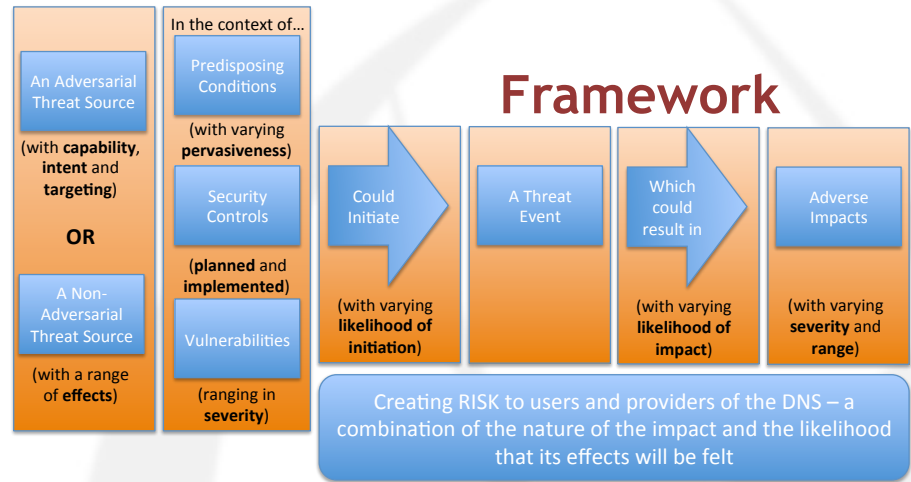 An Adversarial
Threat Source
(with capability,
intent and
targeting)
OR
A Non-
Adversarial
Threat Source
(with a range
of effects)
In the context of...
Predisposing
Conditions
(with varying
pervasiveness)
Security
Controls
(planned and
implemented)
Vulnerabilities
(ranging in
severity)
Framework
Could
Initiate
(with varying
likelihood of
initiation)
A Threat
Event
Which
could
result in
(with varying
likelihood of
impact)
Adverse
Impacts
(with varying
severity and
range)
Creating RISK to users and providers of the DNS – a
combination of the nature of the impact and the likelihood
that its effects will be felt